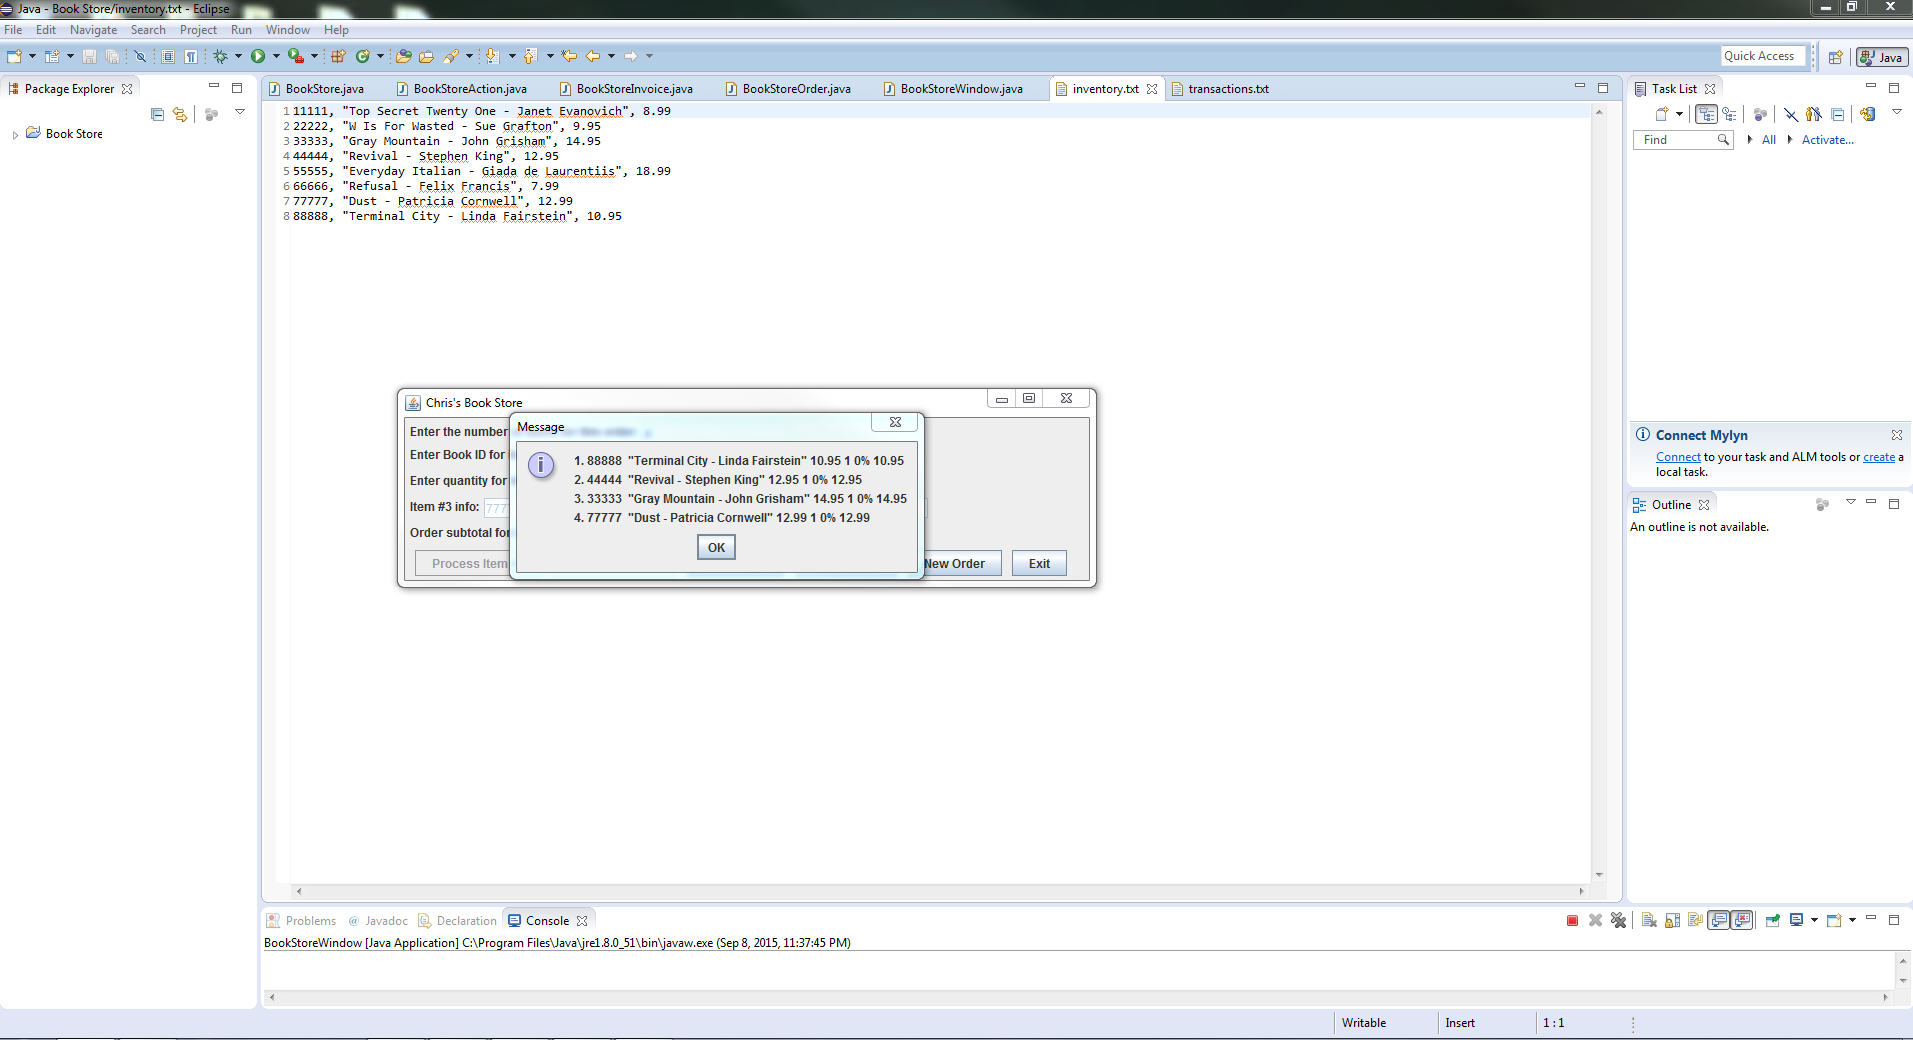 Java - Book Store/inventory.txt - Eclipse
File Edit Navigate Search Project Run Window Help
Quick Access
Java
Package Explorer
Book Store
BookStore.java BookStoreAction.java BookStoreInvoice.java BookStoreOrder.java BookStoreWindow.java inventory.txt transactions.txt
1 11111, "Top Secret Twenty One - Janet Evanovich", 8.99
2 22222, "W Is For Wasted - Sue Grafton", 9.95
3 33333, "Gray Mountain - John Grisham", 14.95
4 44444, "Revival - Stephen King", 12.95
5 55555, "Everyday Italian - Giada de Laurentiis", 18.99
6 66666, "Refusal - Felix Francis", 7.99
7 77777, "Dust - Patricia Cornwell", 12.99
8 88888, "Terminal City - Linda Fairstein", 10.95
Chris's Book Store
Enter the number
Enter Book ID for
Enter quantity for
Item #3 info: 777
Order subtotal for
Process Item
New Order
Exit
Message
1. 88888 "Terminal City - Linda Fairstein" 10.95 1 0% 10.95
2. 44444 "Revival - Stephen King" 12.95 1 0% 12.95
3. 33333 "Gray Mountain - John Grisham" 14.95 1 0% 14.95
4. 77777 "Dust - Patricia Cornwell" 12.99 1 0% 12.99
OK
Task List
Find
All
Activate...
Connect Mylyn
Connect to your task and ALM tools or create a
local task.
Outline
An outline is not available.
Problems @ Javadoc Declaration Console
BookStoreWindow [Java Application] C:\Program Files\Java\jre1.8.0_51\bin\javaw.exe (Sep 8, 2015, 11:37:45 PM)
Writable Insert 1 : 1